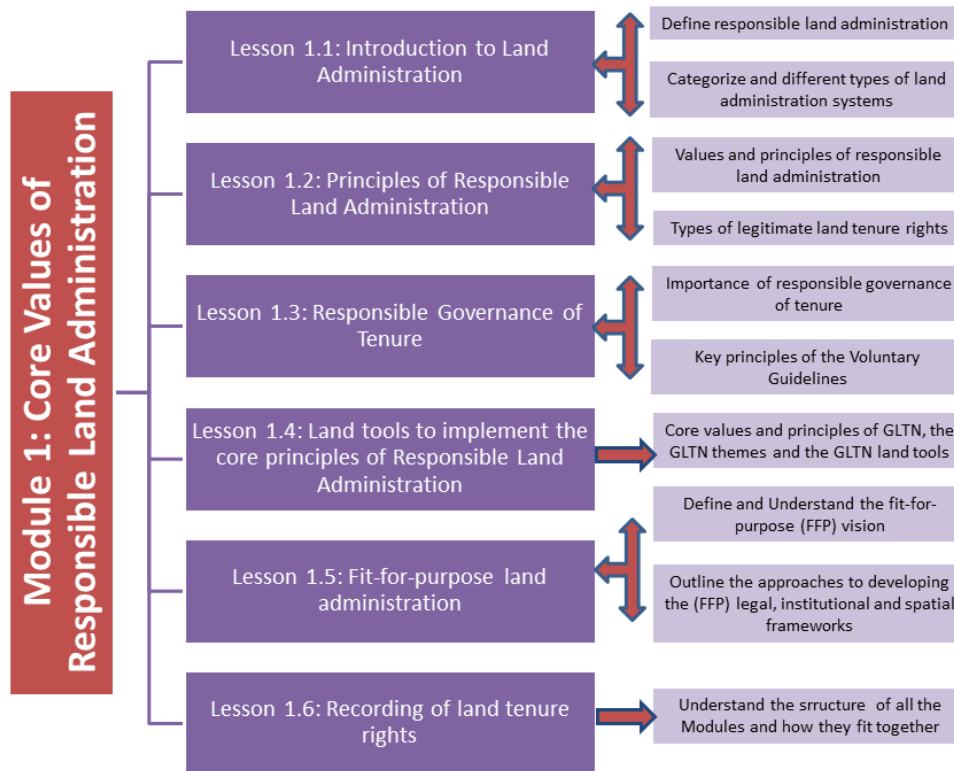 Module 1: Core Values of
Responsible Land Administration
Lesson 1.1: Introduction to Land
Administration
Define responsible land administration
Categorize and different types of land
administration systems
Lesson 1.2: Principles of Responsible
Land Administration
Values and principles of responsible
land administration
Types of legitimate land tenure rights
Lesson 1.3: Responsible Governance of
Tenure
Importance of responsible governance
of tenure
Key principles of the Voluntary
Guidelines
Lesson 1.4: Land tools to implement the
core principles of Responsible Land
Administration
Core values and principles of GLTN, the
GLTN themes and the GLTN land tools
Lesson 1.5: Fit-for-purpose land
administration
Define and Understand the fit-for-
purpose (FFP) vision
Outline the approaches to developing
the (FFP) legal, institutional and spatial
frameworks
Lesson 1.6: Recording of land tenure
rights
Understand the srructure of all the
Modules and how they fit together